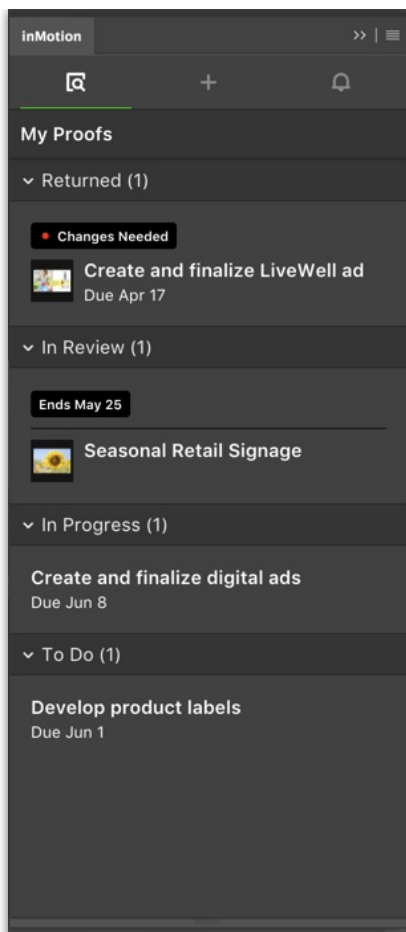 inMotion
My Proofs
Returned (1)
Changes Needed
Create and finalize LiveWell ad
Due Apr 17
In Review (1)
Ends May 25
Seasonal Retail Signage
In Progress (1)
Create and finalize digital ads
Due Jun 8
To Do (1)
Develop product labels
Due Jun 1